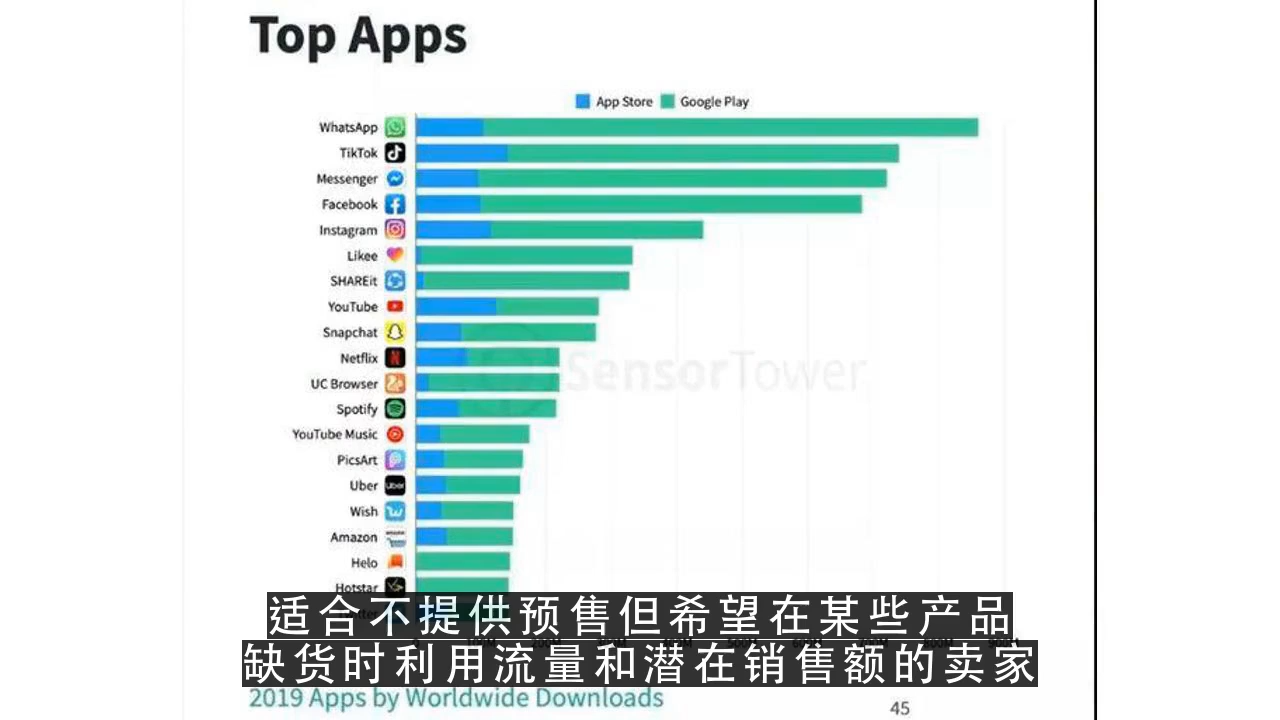 Top Apps
App Store Google Play
WhatsApp
TikTok
Messenger
Facebook
Instagram
Likee
SHAREit
YouTube
Snapchat
Netflix
SensorTower
UC Browser
Spotify
YouTube Music
PicsArt
Uber
Wish
Amazon
Helo
Hotstar
适合不提供预售但希望在某些产品
缺货时利用流量和潜在销售额的卖家
2019 Apps by Worldwide Downloads
45